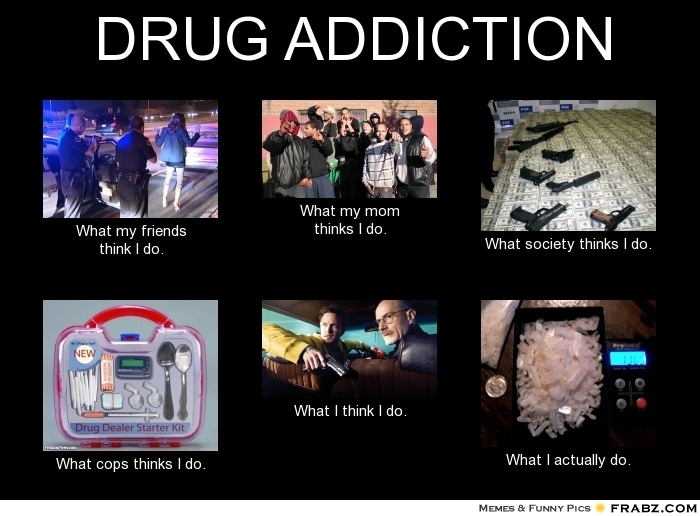 DRUG ADDICTION
What my friends
think I do.
What my mom
thinks I do.
What society thinks I do.
NEW
Drug Dealer Starter Kit
What cops thinks I do.
What I think I do.
What I actually do.
MEMES & FUNNY PICS FRABZ.COM